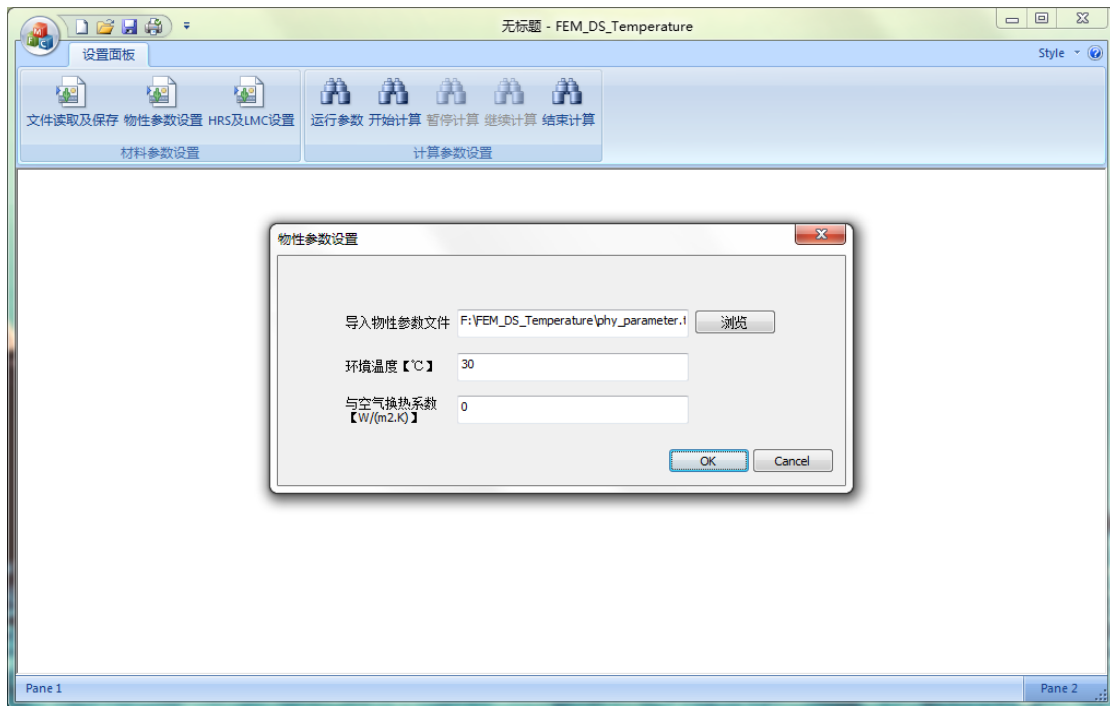 无标题 - FEM_DS_Temperature
设置面板
Style
文件读取及保存 物性参数设置 HRS及LMC设置 运行参数 开始计算 暂停计算 继续计算 结束计算
材料参数设置 计算参数设置
物性参数设置
导入物性参数文件 F:\FEM_DS_Temperature\phy_parameter.t 浏览
环境温度【℃】 30
与空气换热系数 0
【W/(m2.K)】
OK Cancel
Pane 1 Pane 2